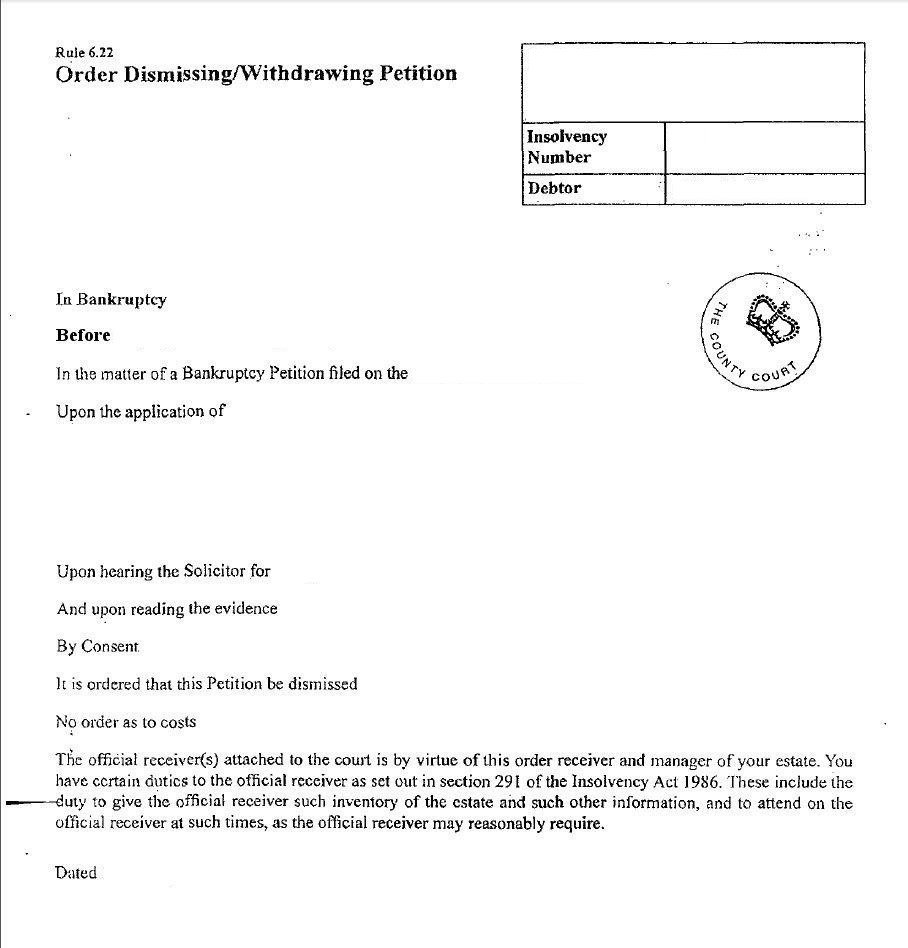 Rule 6.22
Order Dismissing/Withdrawing Petition
Insolvency
Number
Debtor
In Bankruptcy
THE COUNTY COURT
Before
In the matter of a Bankruptcy Petition filed on the
Upon the application of
Upon hearing the Solicitor for
And upon reading the evidence
By Consent
It is ordered that this Petition be dismissed
No order as to costs
The official receiver(s) attached to the court is by virtue of this order receiver and manager of your estate. You
have certain duties to the official receiver as set out in section 291 of the Insolvency Act 1986. These include the
duty to give the official receiver such inventory of the estate and such other information, and to attend on the
official receiver at such times, as the official receiver may reasonably require.
Dated